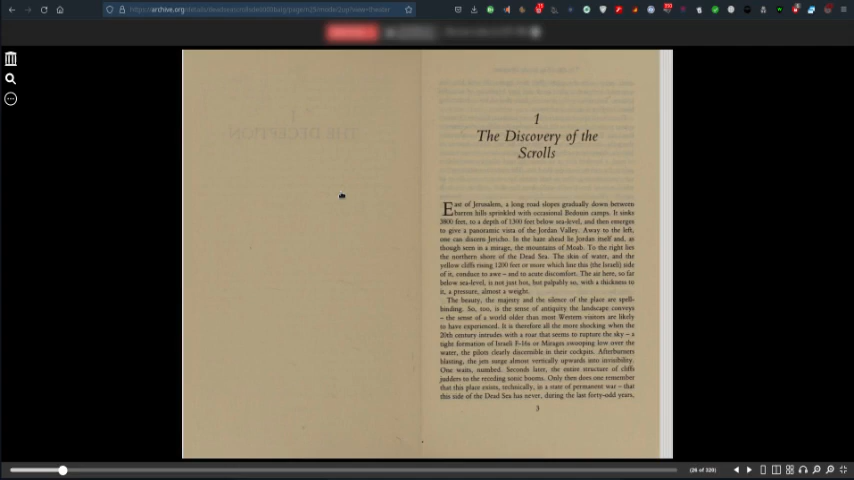 1
The Discovery of the
Scrolls
East of Jerusalem, a long road slopes gradually down between
barren hills sprinkled with occasional Bedouin camps. It sinks
3800 feet, to a depth of 1300 feet below sea-level, and then emerges
to give a panoramic vista of the Jordan Valley. Away to the left,
one can discern Jericho. In the haze ahead lie Jordan itself and, as
though seen in a mirage, the mountains of Moab. To the right lies
the northern shore of the Dead Sea. The skin of water, and the
yellow cliffs rising 1200 feet or more which line this (the Israeli) side
of it, conduce to awe – and to acute discomfort. The air here, so far
below sea-level, is not just hot, but palpably so, with a thickness to
it, a pressure, almost a weight.
The beauty, the majesty and the silence of the place are spell-
binding. So, too, is the sense of antiquity the landscape conveys
– the sense of a world older than most Western visitors are likely
to have experienced. It is therefore all the more shocking when the
20th century intrudes with a roar that seems to rupture the sky – a
tight formation of Israeli F-16s or Mirages swooping low over the
water, the pilots clearly discernible in their cockpits. Afterburners
blasting, the jets surge almost vertically upwards into invisibility.
One waits, numbed. Seconds later, the entire structure of cliffs
judders to the receding sonic booms. Only then does one remember
that this place exists, technically, in a state of permanent war – that
this side of the Dead Sea has never, during the last forty-odd years,
3
(26 of 320)